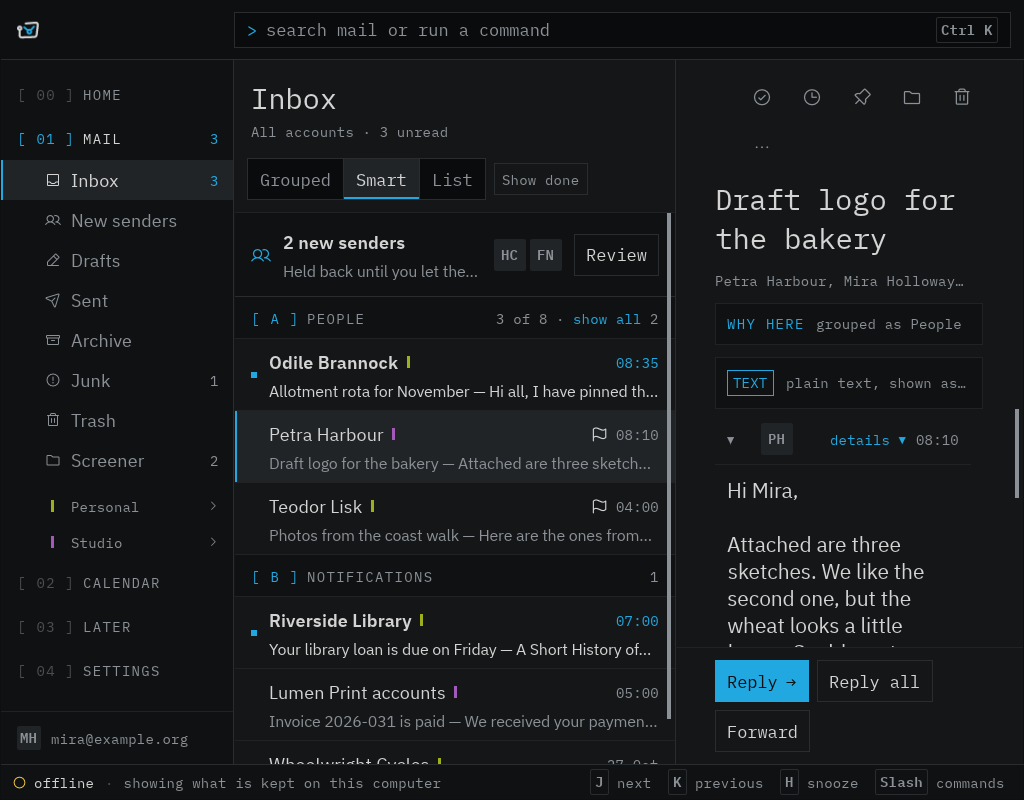 > search mail or run a command Ctrl K
[ 00 ] HOME
[ 01 ] MAIL 3
Inbox 3
New senders
Drafts
Sent
Archive
Junk 1
Trash
Screener 2
Personal
Studio
[ 02 ] CALENDAR
[ 03 ] LATER
[ 04 ] SETTINGS
MH mira@example.org
Inbox
All accounts · 3 unread
Grouped Smart List Show done
2 new senders
Held back until you let the…
HC FN Review
[ A ] PEOPLE 3 of 8 · show all 2
Odile Brannock 08:35
Allotment rota for November — Hi all, I have pinned th…
Petra Harbour 08:10
Draft logo for the bakery — Attached are three sketch…
Teodor Lisk 04:00
Photos from the coast walk — Here are the ones from…
[ B ] NOTIFICATIONS 1
Riverside Library 07:00
Your library loan is due on Friday — A Short History of…
Lumen Print accounts 05:00
Invoice 2026-031 is paid — We received your paymen…
Wheelwright Cycles 27 Oct
…
Draft logo for
the bakery
Petra Harbour, Mira Holloway…
WHY HERE grouped as People
TEXT plain text, shown as…
▼ PH details ▼ 08:10
Hi Mira,
Attached are three
sketches. We like the
second one, but the
wheat looks a little
Reply → Reply all
Forward
offline · showing what is kept on this computer
J next K previous H snooze Slash commands